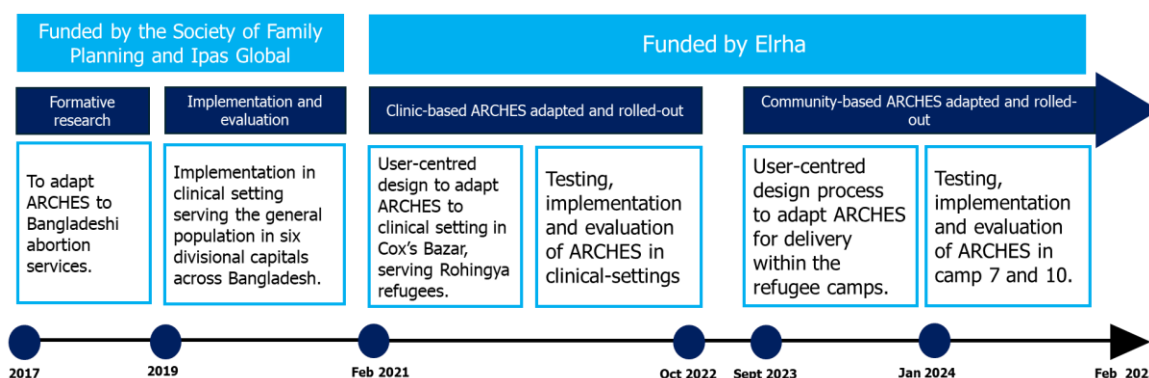 Funded by the Society of Family
Planning and Ipas Global
Funded by Elrha
Formative
research
Implementation and
evaluation
Clinic-based ARCHES adapted and rolled-out
Community-based ARCHES adapted and rolled-
out
To adapt
ARCHES to
Bangladeshi
abortion
services.
Implementation in
clinical setting
serving the general
population in six
divisional capitals
across Bangladesh.
User-centred
design to adapt
ARCHES to
clinical setting in
Cox's Bazar,
serving Rohingya
refugees.
Testing,
implementation
and evaluation
of ARCHES in
clinical-settings
User-centred
design process
to adapt ARCHES
for delivery
within the
refugee camps.
Testing,
implementation
and evaluation
of ARCHES in
camp 7 and 10.
2017
2019
Feb 2021
Oct 2022
Sept 2023
Jan 2024
Feb